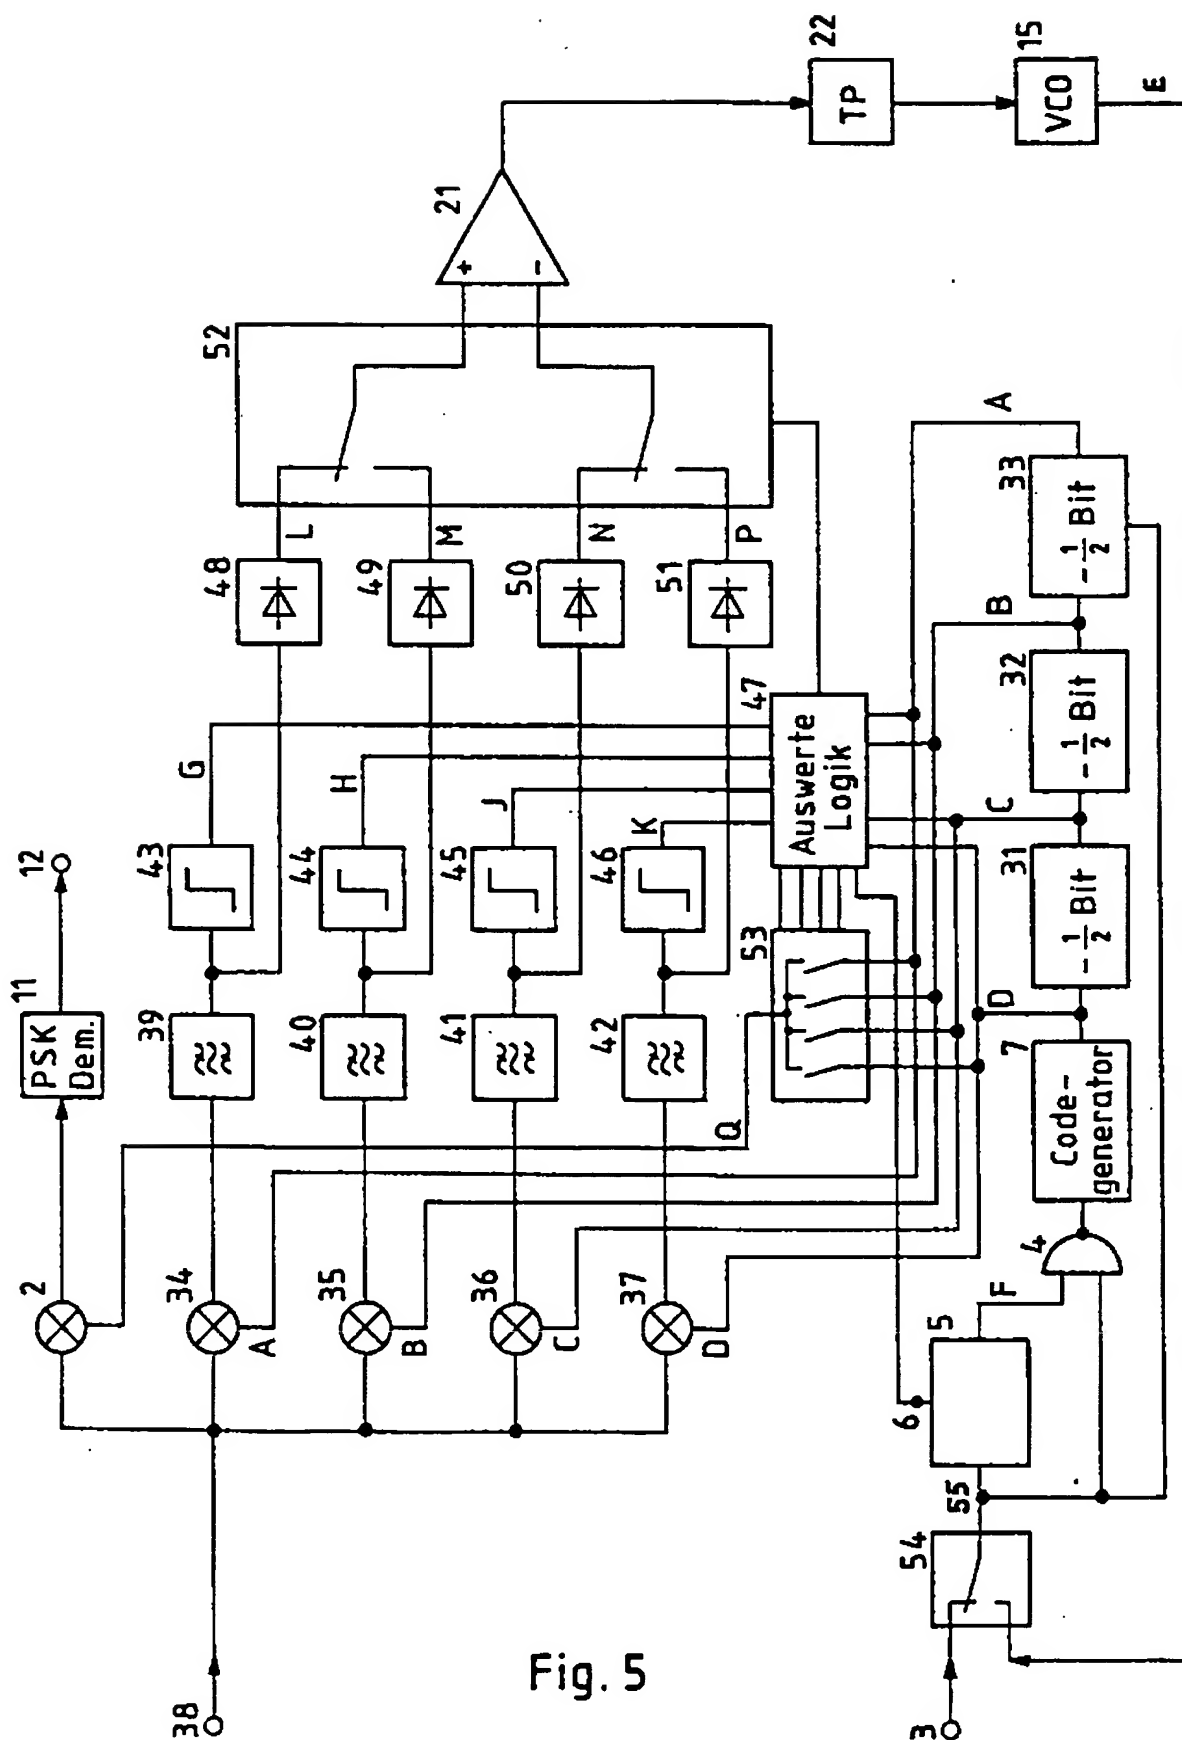 38
2
11
PSK
Dem.
12
34
A
39
43
G
48
L
52
35
B
40
44
H
49
M
21
+
−
36
C
41
45
J
50
N
37
D
42
46
K
51
P
Q
53
47
Auswerte
Logik
22
TP
15
VCO
E
3
54
55
6
5
F
4
7
Code-
generator
D
31
−1/2 Bit
C
32
−1/2 Bit
B
33
−1/2 Bit
A
Fig. 5